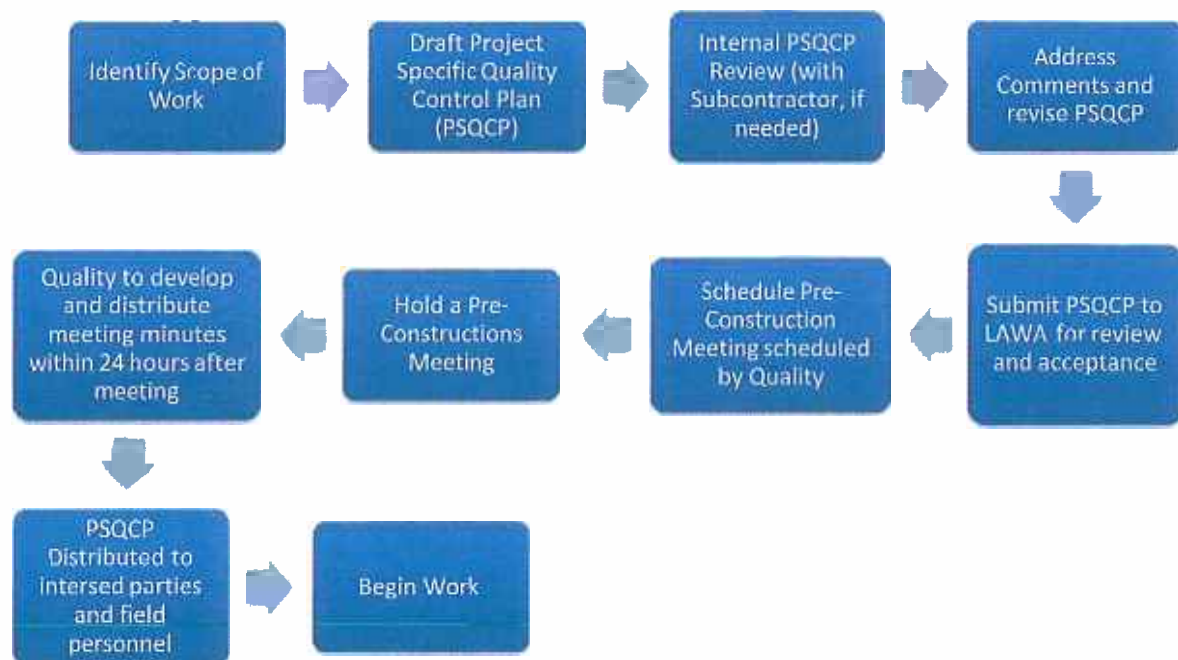 Identify Scope of
Work
Draft Project
Specific Quality
Control Plan
(PSQCP)
Internal PSQCP
Review (with
Subcontractor, if
needed)
Address
Comments and
revise PSQCP
Submit PSQCP to
LAWA for review
and acceptance
Schedule Pre-
Construction
Meeting scheduled
by Quality
Hold a Pre-
Constructions
Meeting
Quality to develop
and distribute
meeting minutes
within 24 hours after
meeting
PSQCP
Distributed to
intersed parties
and field
personnel
Begin Work